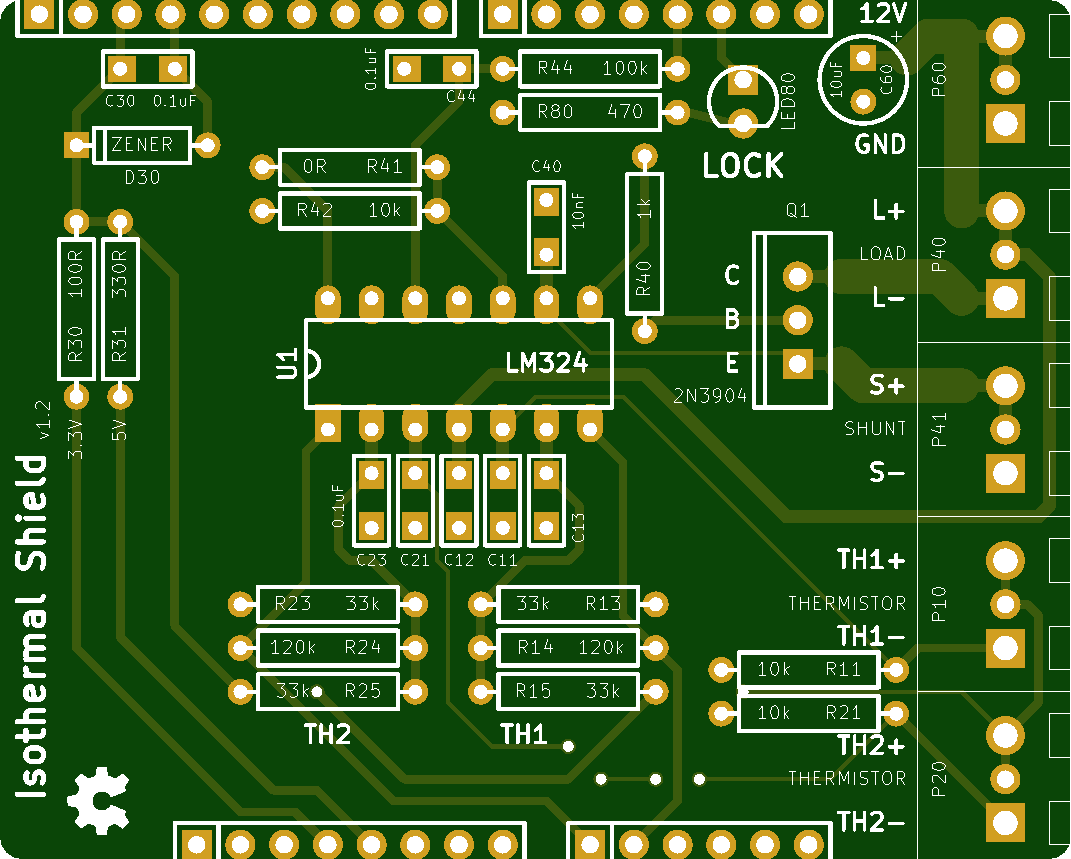 12V
+
10uF
C60
P60
GND
0.1uF
C44
R44 100k
R80 470
LED80
LOCK
C30
0.1uF
ZENER
D30
0R R41
R42 10k
C40
10nF
1k
R40
Q1
L+
LOAD
L-
P40
C
B
E
2N3904
100R
R30
330R
R31
3.3V
5V
U1
LM324
S+
SHUNT
S-
P41
v1.2
Isothermal Shield
0.1uF
C23
C21
C12
C11
C13
TH1+
THERMISTOR
TH1-
P10
R23 33k
33k R13
120k R24
R14 120k
33k R25
R15 33k
10k R11
10k R21
TH2
TH1
TH2+
THERMISTOR
TH2-
P20